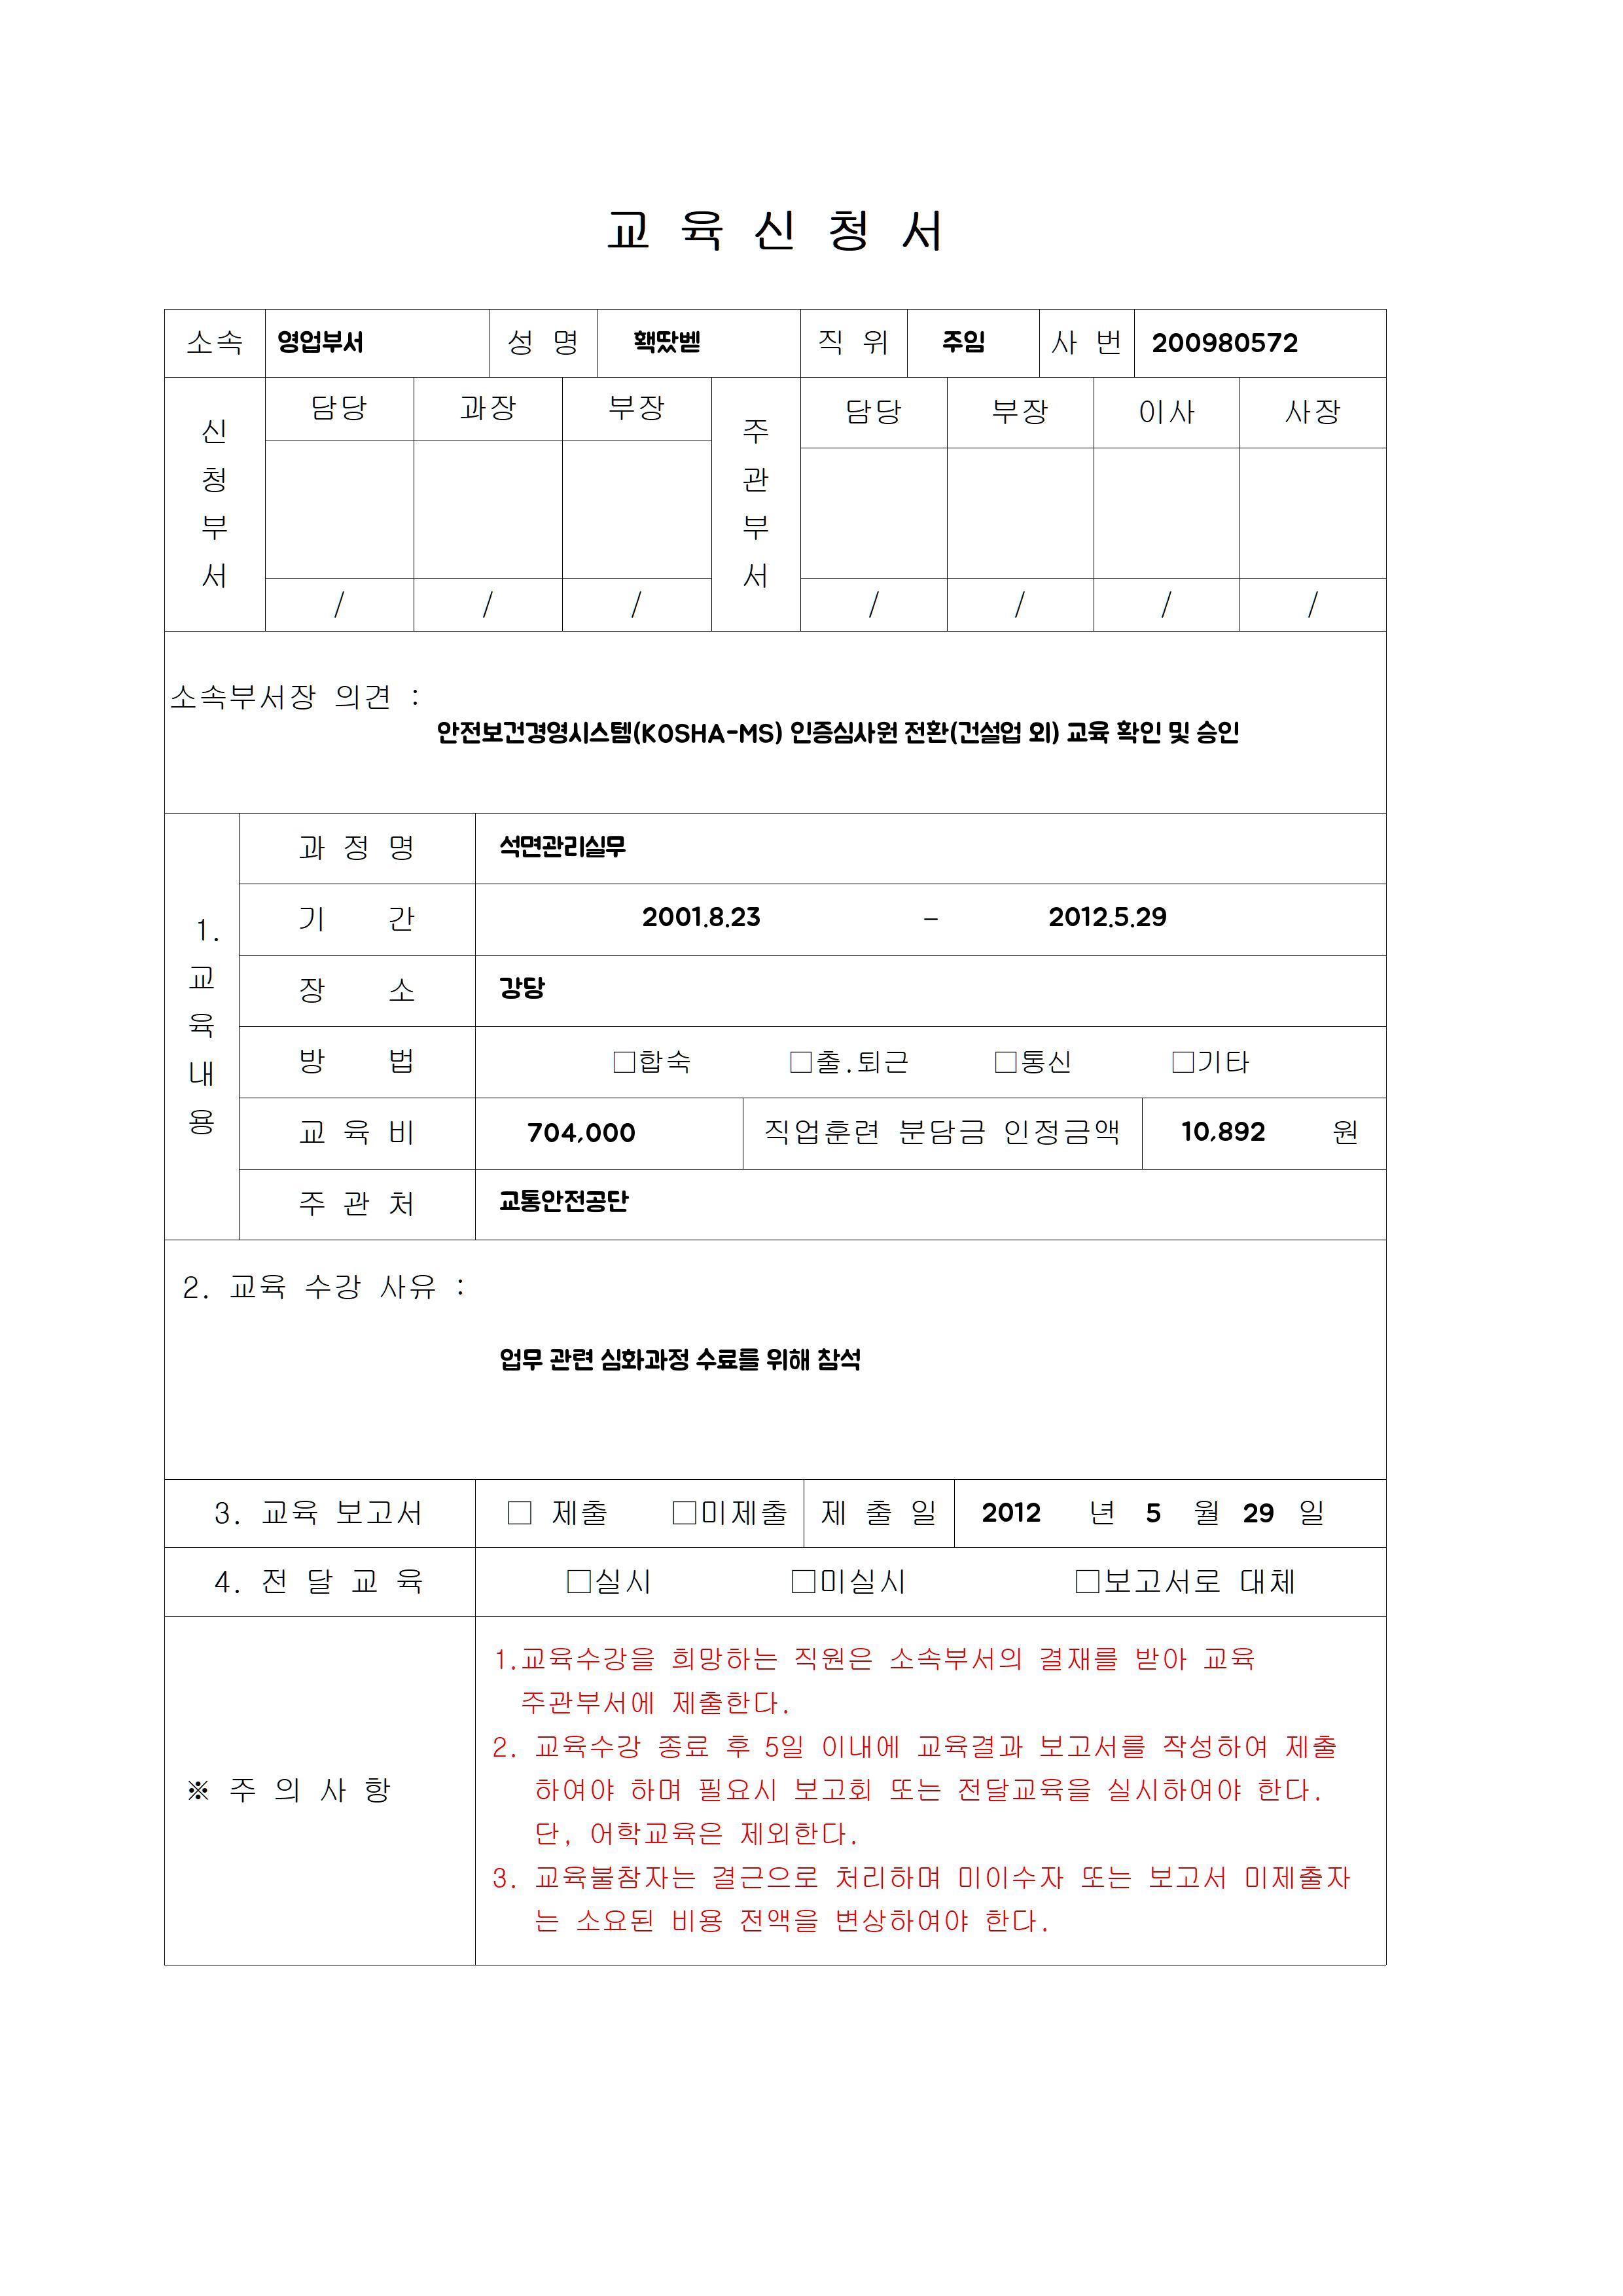 교 육 신 청 서
소속 영업부서 성 명 홱땄벧 직 위 주임 사 번 200980572
신청부서 담당 과장 부장 주관부서 담당 부장 이사 사장
/ / / / / / /
소속부서장 의견 :
안전보건경영시스템(KOSHA-MS) 인증심사원 전환(건설업 외) 교육 확인 및 승인
1. 교육내용
과 정 명 석면관리실무
기 간 2001.8.23 - 2012.5.29
장 소 강당
방 법 □합숙 □출.퇴근 □통신 □기타
교 육 비 704,000 직업훈련 분담금 인정금액 10,892 원
주 관 처 교통안전공단
2. 교육 수강 사유 :
업무 관련 심화과정 수료를 위해 참석
3. 교육 보고서 □ 제출 □미제출 제 출 일 2012 년 5 월 29 일
4. 전 달 교 육 □실시 □미실시 □보고서로 대체
※ 주 의 사 항
1.교육수강을 희망하는 직원은 소속부서의 결재를 받아 교육
주관부서에 제출한다.
2. 교육수강 종료 후 5일 이내에 교육결과 보고서를 작성하여 제출
하여야 하며 필요시 보고회 또는 전달교육을 실시하여야 한다.
단, 어학교육은 제외한다.
3. 교육불참자는 결근으로 처리하며 미이수자 또는 보고서 미제출자
는 소요된 비용 전액을 변상하여야 한다.